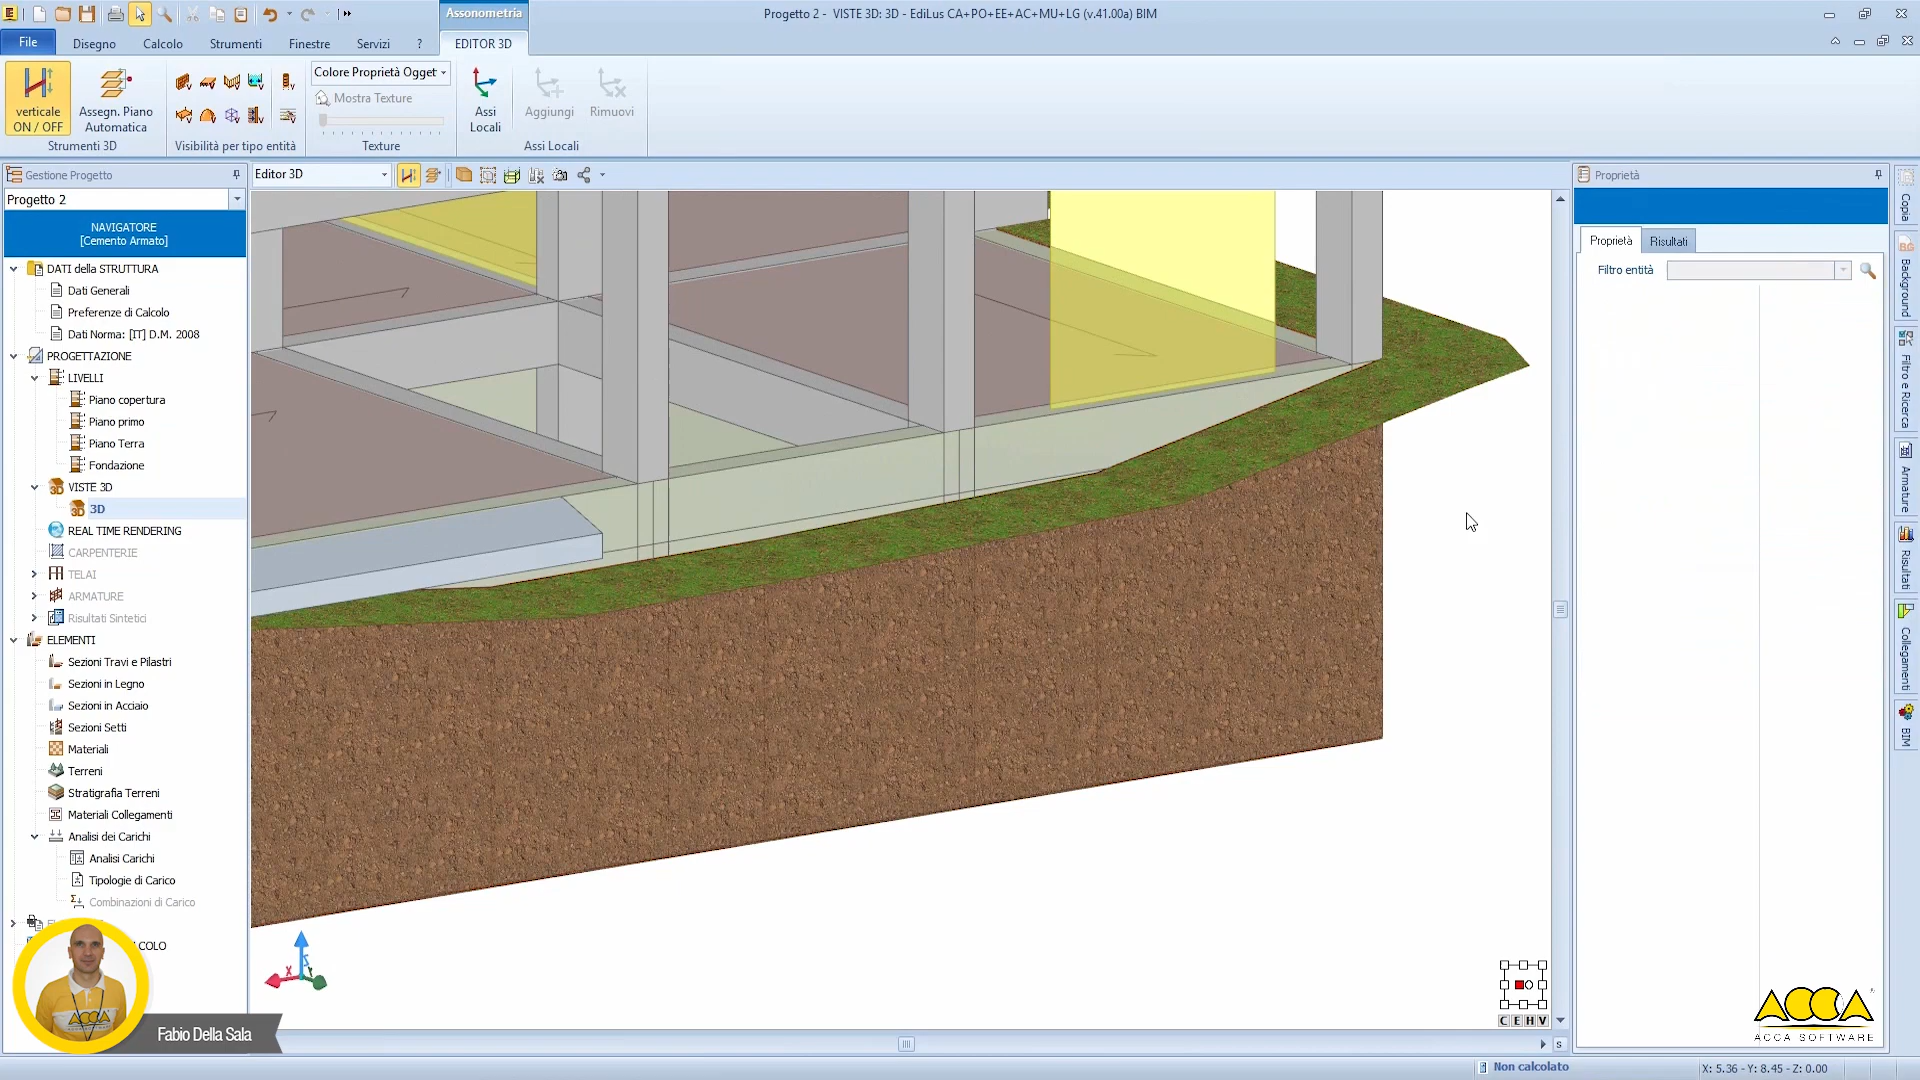 Assonometria
Progetto 2 - VISTE 3D: 3D - EdiLus CA+PO+EE+AC+MU+LG (v.41.00a) BIM
File
Disegno
Calcolo
Strumenti
Finestre
Servizi
?
EDITOR 3D
verticale
ON / OFF
Assegn. Piano
Automatica
Strumenti 3D
Visibilità per tipo entità
Colore Proprietà Ogget
Mostra Texture
Texture
Assi
Locali
Aggiungi
Rimuovi
Assi Locali
Gestione Progetto
Progetto 2
NAVIGATORE
[Cemento Armato]
DATI della STRUTTURA
Dati Generali
Preferenze di Calcolo
Dati Norma: [IT] D.M. 2008
PROGETTAZIONE
LIVELLI
Piano copertura
Piano primo
Piano Terra
Fondazione
VISTE 3D
3D
REAL TIME RENDERING
CARPENTERIE
TELAI
ARMATURE
Risultati Sintetici
ELEMENTI
Sezioni Travi e Pilastri
Sezioni in Legno
Sezioni in Acciaio
Sezioni Setti
Materiali
Terreni
Stratigrafia Terreni
Materiali Collegamenti
Analisi dei Carichi
Analisi Carichi
Tipologie di Carico
Combinazioni di Carico
COLO
Fabio Della Sala
ACCA
Editor 3D
X
Z
C E H V
S
Proprietà
Proprietà
Risultati
Filtro entità
Copia
Background
Filtro e Ricerca
Armature
Risultati
Collegamenti
BIM
ACCA
ACCA SOFTWARE
Non calcolato
X: 5.36 - Y: 8.45 - Z: 0.00